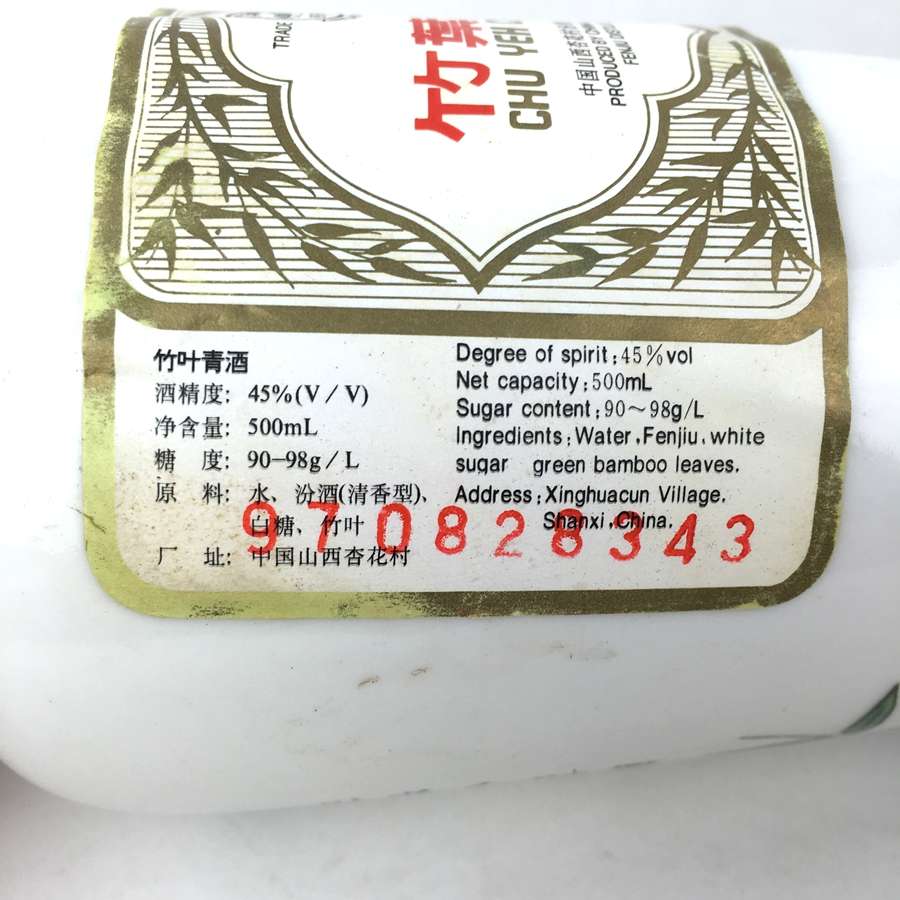 TRADE
竹葉
CHU YEH
中国山西杏花村
PRODUCED BY
FENJIU
竹叶青酒
酒精度: 45%(V/V)
净含量: 500mL
糖 度: 90-98g/L
原 料: 水、汾酒(清香型)、
白糖、竹叶
厂 址: 中国山西杏花村
Degree of spirit:45%vol
Net capacity:500mL
Sugar content:90~98g/L
Ingredients:Water,Fenjiu,white
sugar green bamboo leaves.
Address:Xinghuacun Village.
Shanxi,China.
970828343